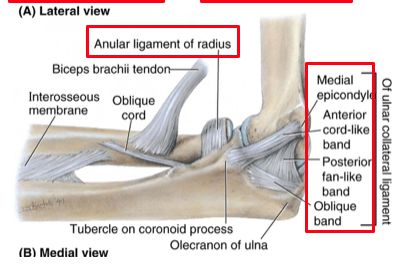 (A) Lateral view
Anular ligament of radius
Biceps brachii tendon
Interosseous
membrane
Oblique
cord
Medial
epicondyle
Anterior
cord-like
band
Posterior
fan-like
band
Oblique
band
Of ulnar collateral ligament
Tubercle on coronoid process
Olecranon of ulna
(B) Medial view